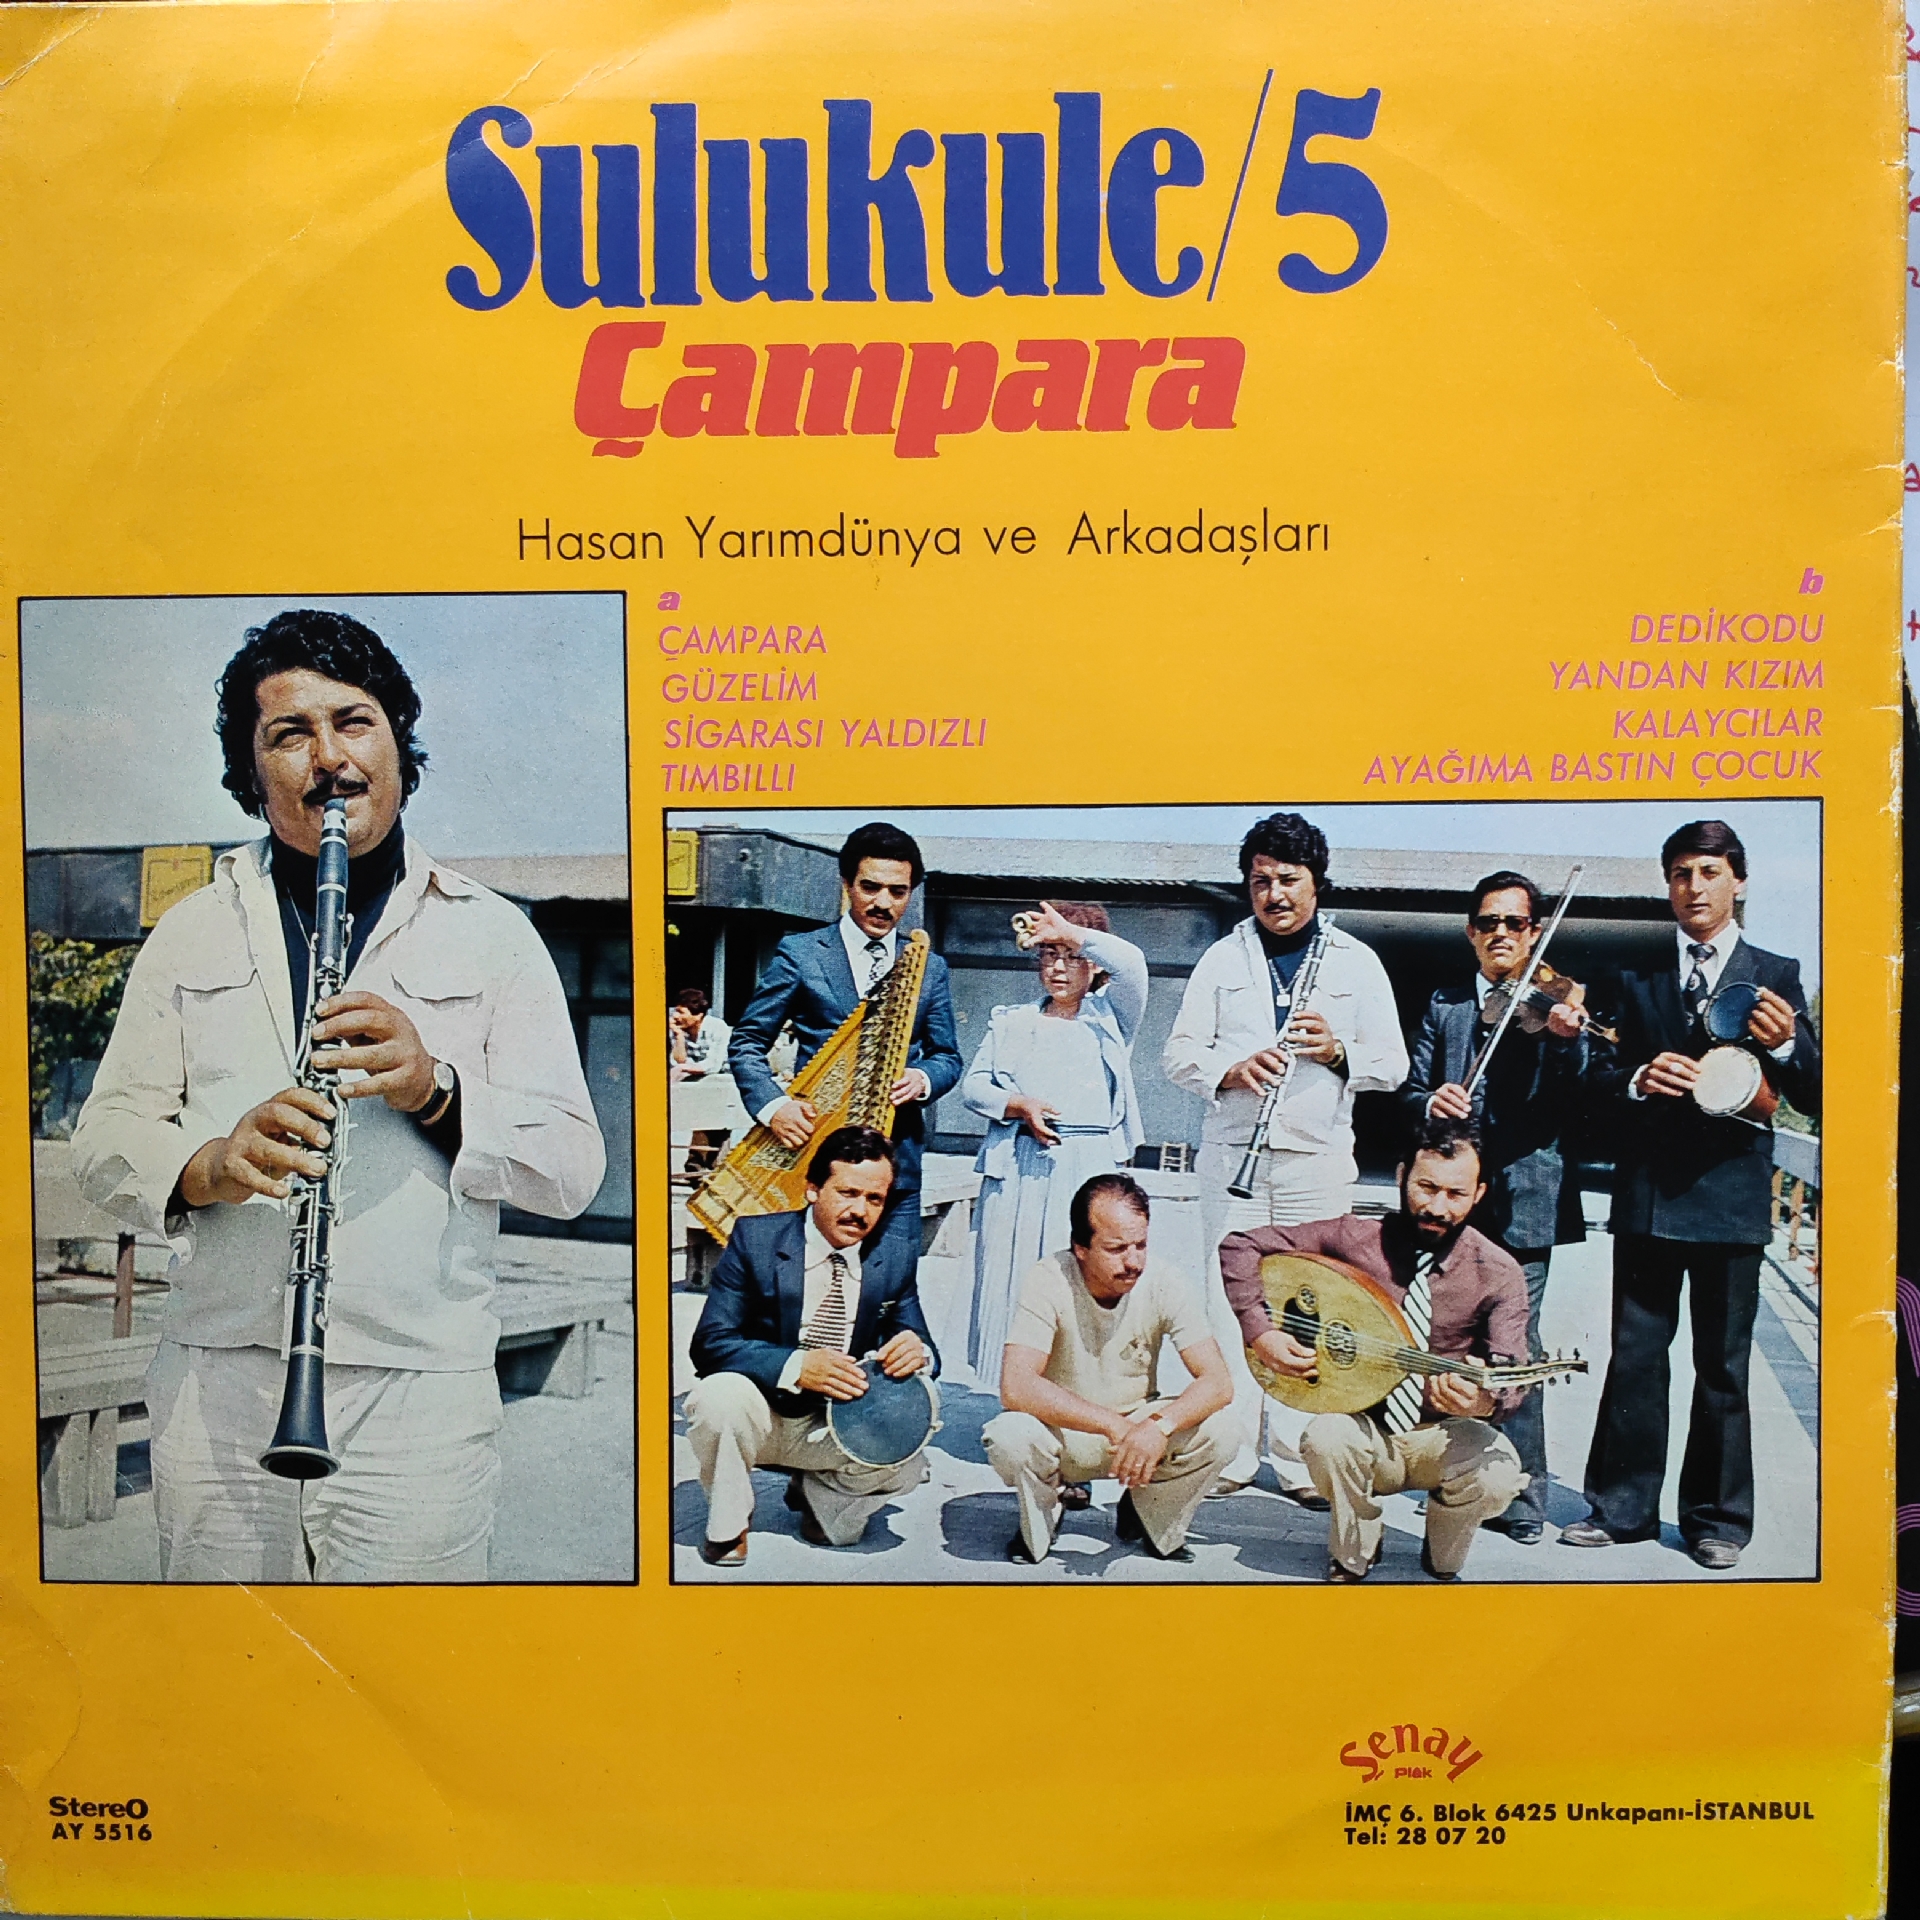 Sulukule/5
Çampara
Hasan Yarımdünya ve Arkadaşları
a
ÇAMPARA
GÜZELİM
SİGARASI YALDIZLI
TIMBILLI
b
DEDİKODU
YANDAN KIZIM
KALAYCILAR
AYAĞIMA BASTIN ÇOCUK
StereO
AY 5516
Şenay
Plâk
İMÇ 6. Blok 6425 Unkapanı-İSTANBUL
Tel: 28 07 20